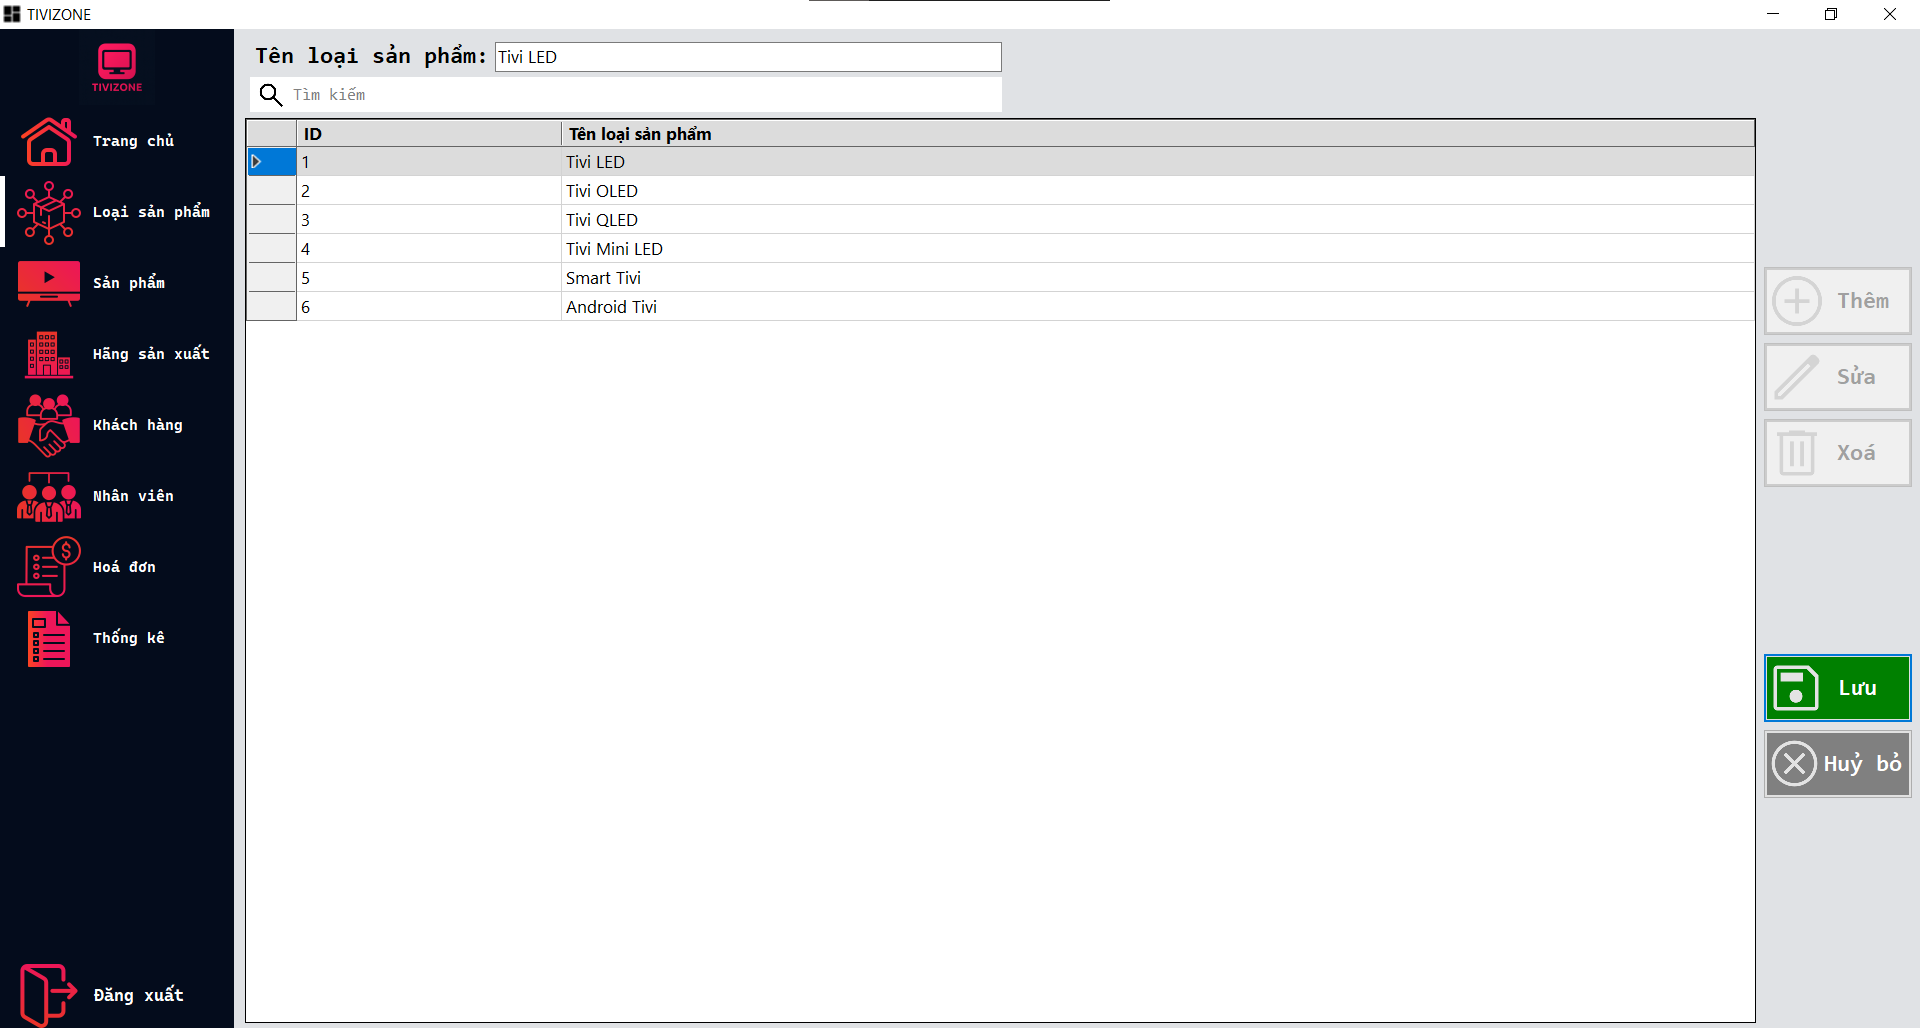 TIVIZONE
TIVIZONE
Trang chủ
Loại sản phẩm
Sản phẩm
Hãng sản xuất
Khách hàng
Nhân viên
Hoá đơn
Thống kê
Đăng xuất
Tên loại sản phẩm: Tivi LED
Tìm kiếm
ID Tên loại sản phẩm
1 Tivi LED
2 Tivi OLED
3 Tivi QLED
4 Tivi Mini LED
5 Smart Tivi
6 Android Tivi
Thêm
Sửa
Xoá
Lưu
Huỷ bỏ